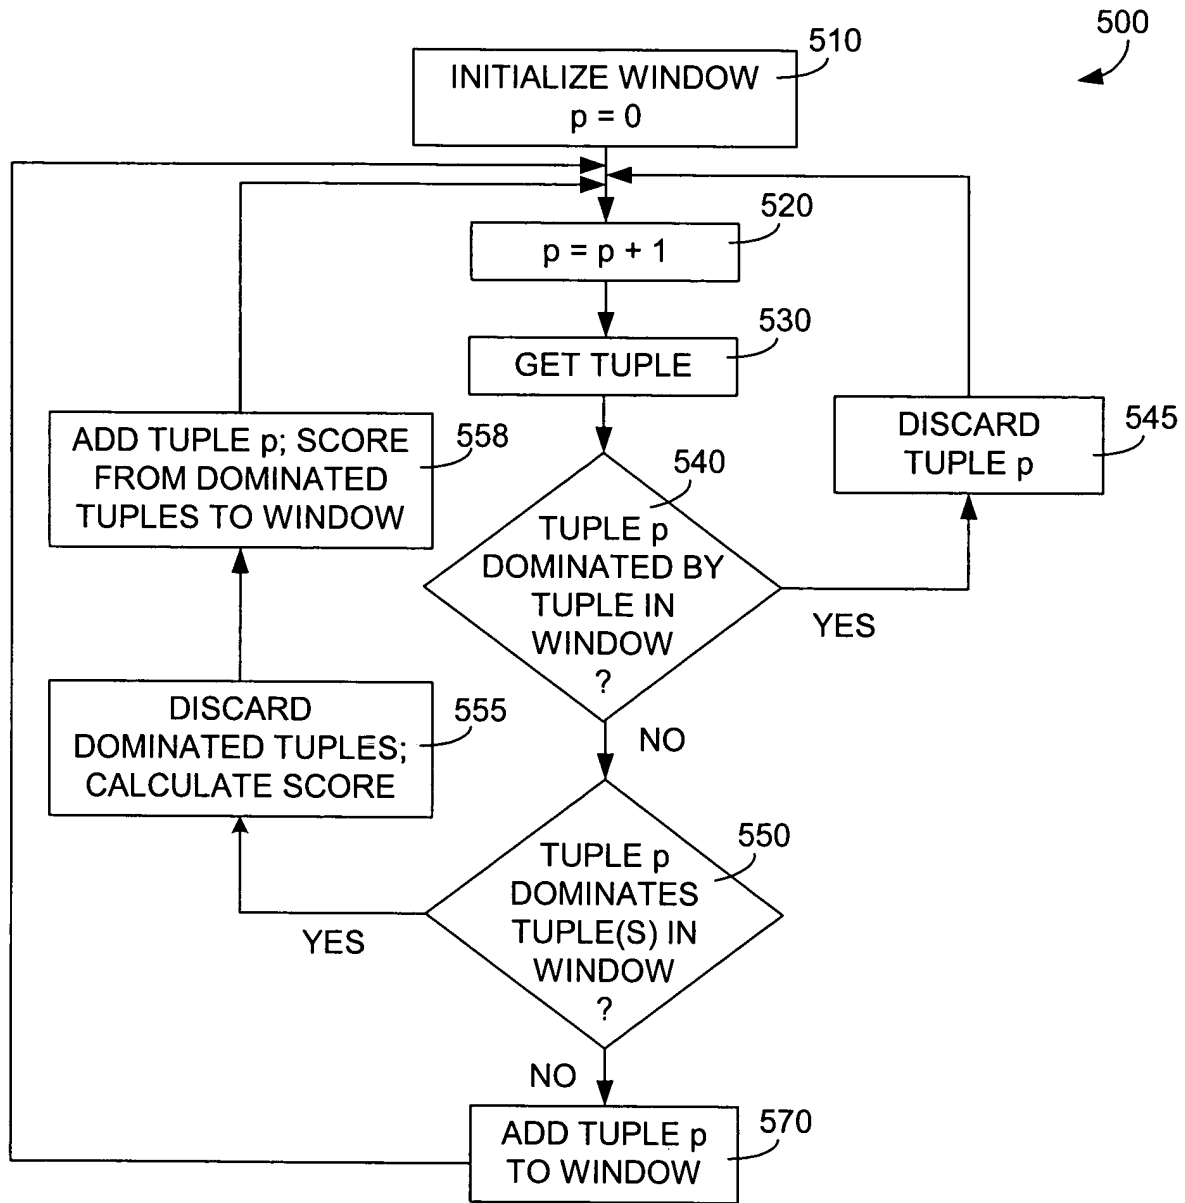 500
510
INITIALIZE WINDOW
p = 0
520
p = p + 1
530
GET TUPLE
ADD TUPLE p; SCORE
FROM DOMINATED
TUPLES TO WINDOW
558
540
TUPLE p
DOMINATED BY
TUPLE IN
WINDOW
?
DISCARD
TUPLE p
545
YES
NO
DISCARD
DOMINATED TUPLES;
CALCULATE SCORE
555
550
TUPLE p
DOMINATES
TUPLE(S) IN
WINDOW
?
YES
NO
ADD TUPLE p
TO WINDOW
570